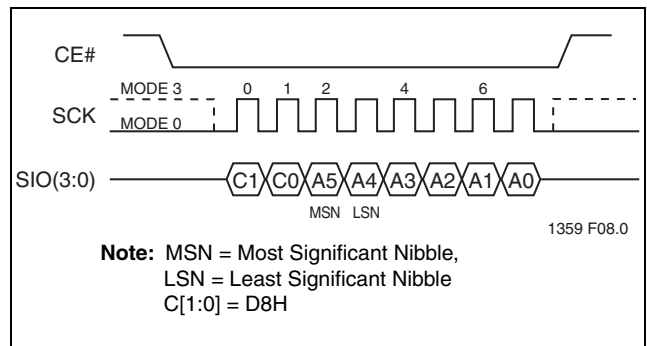 CE#
MODE 3 0 1 2 4 6
SCK
MODE 0
SIO(3:0) C1 C0 A5 A4 A3 A2 A1 A0
MSN LSN
1359 F08.0
Note: MSN = Most Significant Nibble,
LSN = Least Significant Nibble
C[1:0] = D8H